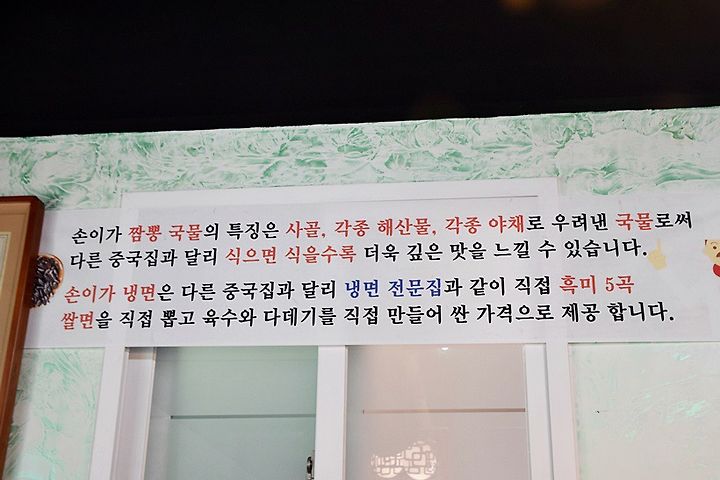 손이가 짬뽕 국물의 특징은 사골, 각종 해산물, 각종 야채로 우려낸 국물로써
다른 중국집과 달리 식으면 식을수록 더욱 깊은 맛을 느낄 수 있습니다.
손이가 냉면은 다른 중국집과 달리 냉면 전문집과 같이 직접 흑미 5곡
쌀면을 직접 뽑고 육수와 다데기를 직접 만들어 싼 가격으로 제공 합니다.